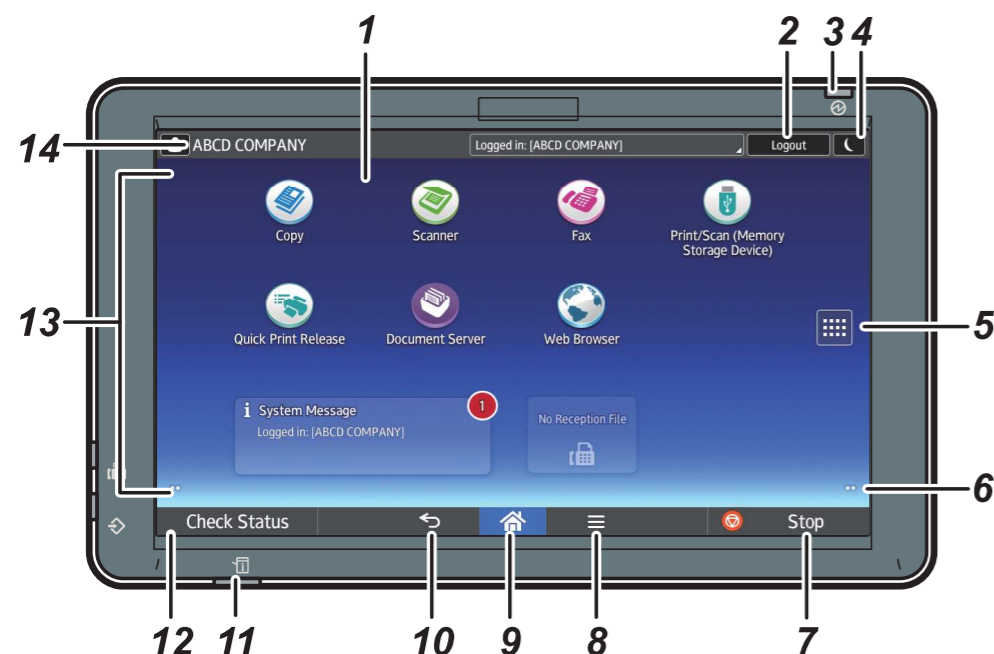 1
2
3
4
14
ABCD COMPANY
Logged in: [ABCD COMPANY]
Logout
Copy
Scanner
Fax
Print/Scan (Memory
Storage Device)
13
5
Quick Print Release
Document Server
Web Browser
i System Message
1
Logged in: [ABCD COMPANY]
No Reception File
6
Check Status
Stop
12
11
10
9
8
7